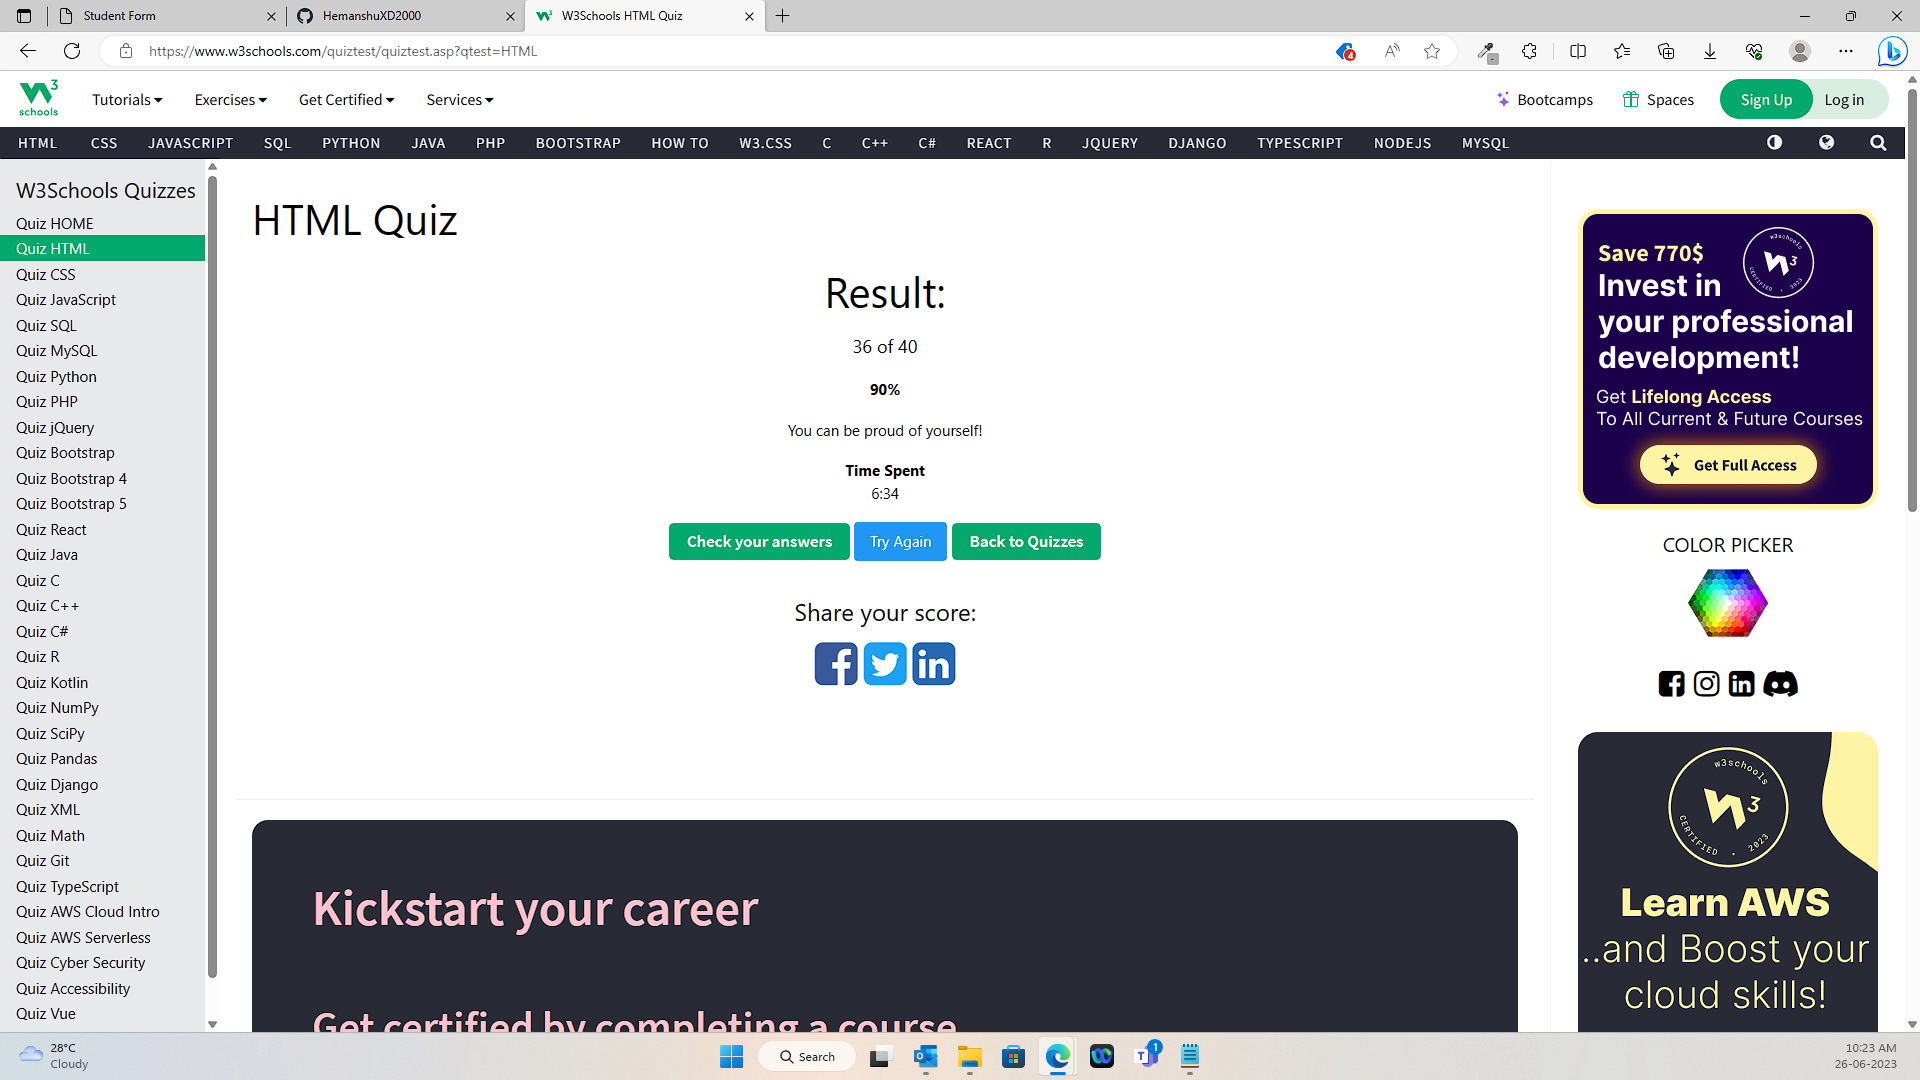 Student Form
HemanshuXD2000
W3Schools HTML Quiz
https://www.w3schools.com/quiztest/quiztest.asp?qtest=HTML
4
W3 schools
Tutorials
Exercises
Get Certified
Services
Bootcamps
Spaces
Sign Up
Log in
HTML CSS JAVASCRIPT SQL PYTHON JAVA PHP BOOTSTRAP HOW TO W3.CSS C C++ C# REACT R JQUERY DJANGO TYPESCRIPT NODEJS MYSQL
W3Schools Quizzes
Quiz HOME
Quiz HTML
Quiz CSS
Quiz JavaScript
Quiz SQL
Quiz MySQL
Quiz Python
Quiz PHP
Quiz jQuery
Quiz Bootstrap
Quiz Bootstrap 4
Quiz Bootstrap 5
Quiz React
Quiz Java
Quiz C
Quiz C++
Quiz C#
Quiz R
Quiz Kotlin
Quiz NumPy
Quiz SciPy
Quiz Pandas
Quiz Django
Quiz XML
Quiz Math
Quiz Git
Quiz TypeScript
Quiz AWS Cloud Intro
Quiz AWS Serverless
Quiz Cyber Security
Quiz Accessibility
Quiz Vue
HTML Quiz
Result:
36 of 40
90%
You can be proud of yourself!
Time Spent
6:34
Check your answers
Try Again
Back to Quizzes
Share your score:
Kickstart your career
Get certified by completing a course
Save 770$
Invest in
your professional
development!
w3schools CERTIFIED . 2023
Get Lifelong Access
To All Current & Future Courses
Get Full Access
COLOR PICKER
w3schools
CERTIFIED . 2023
Learn AWS
..and Boost your
cloud skills!
28°C
Cloudy
Search
1
10:23 AM
26-06-2023